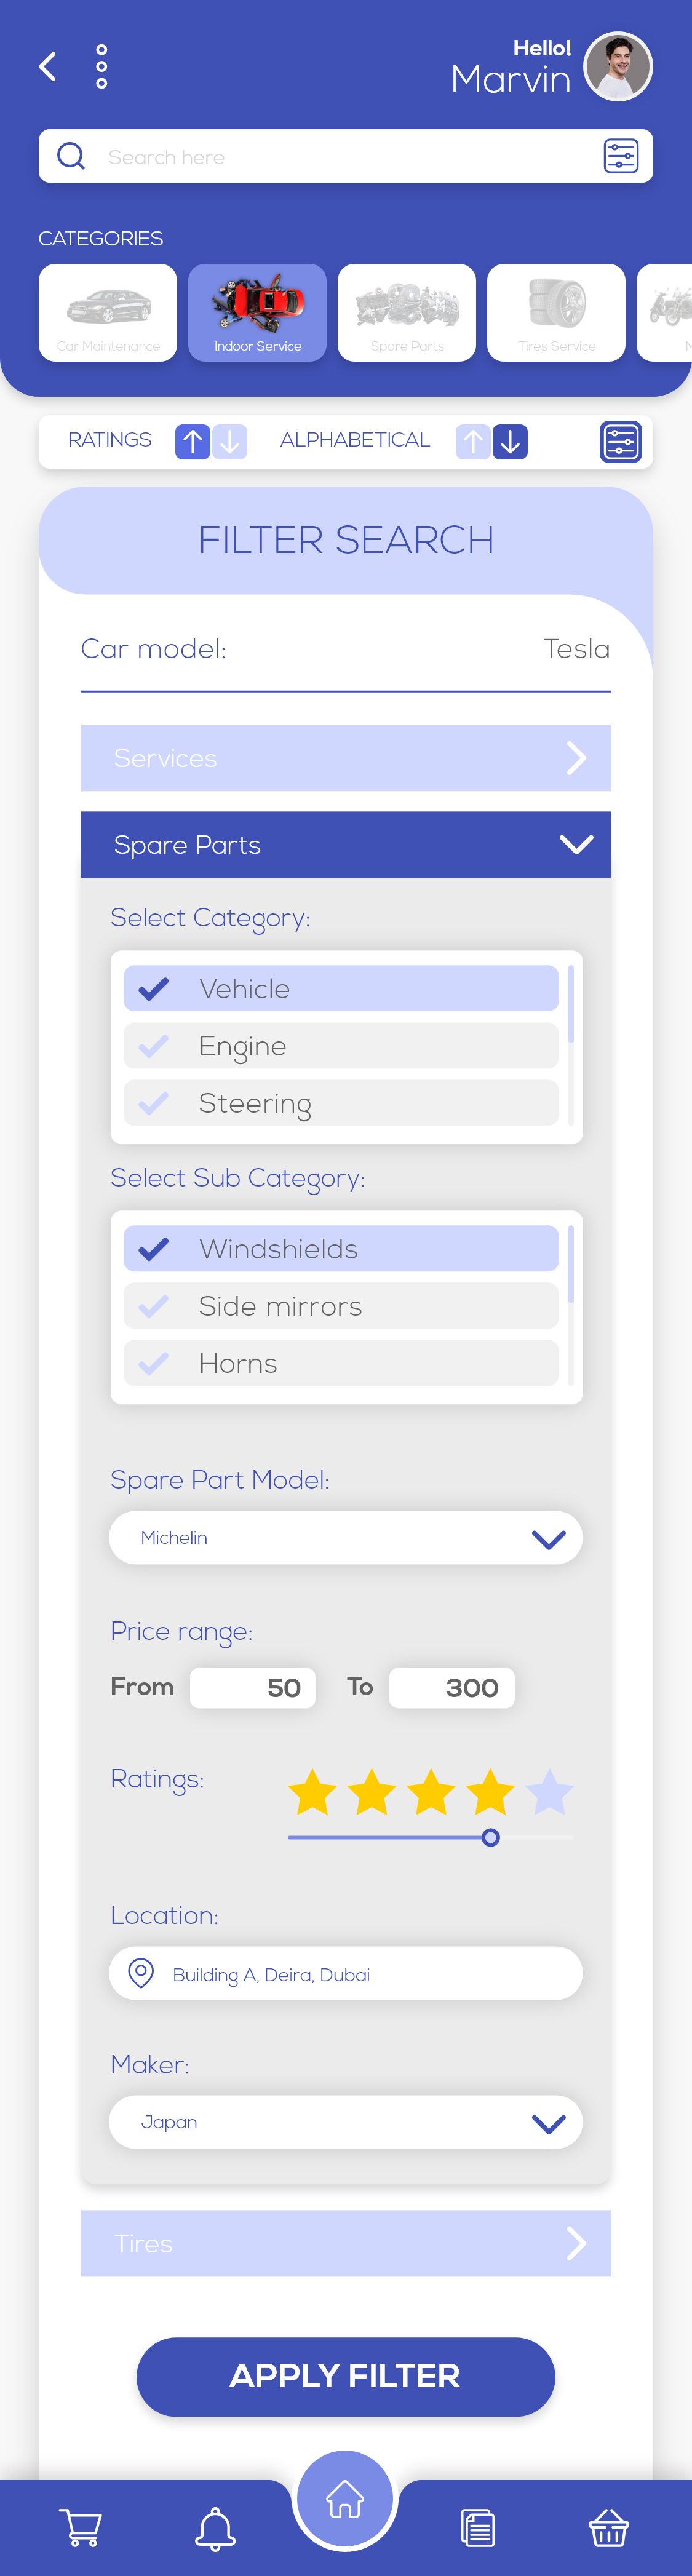 Hello!
Marvin
Search here
CATEGORIES
Car Maintenance
Indoor Service
Spare Parts
Tires Service
RATINGS
ALPHABETICAL
FILTER SEARCH
Car model:
Tesla
Services
Spare Parts
Select Category:
Vehicle
Engine
Steering
Select Sub Category:
Windshields
Side mirrors
Horns
Spare Part Model:
Michelin
Price range:
From 50 To 300
Ratings:
Location:
Building A, Deira, Dubai
Maker:
Japan
Tires
APPLY FILTER